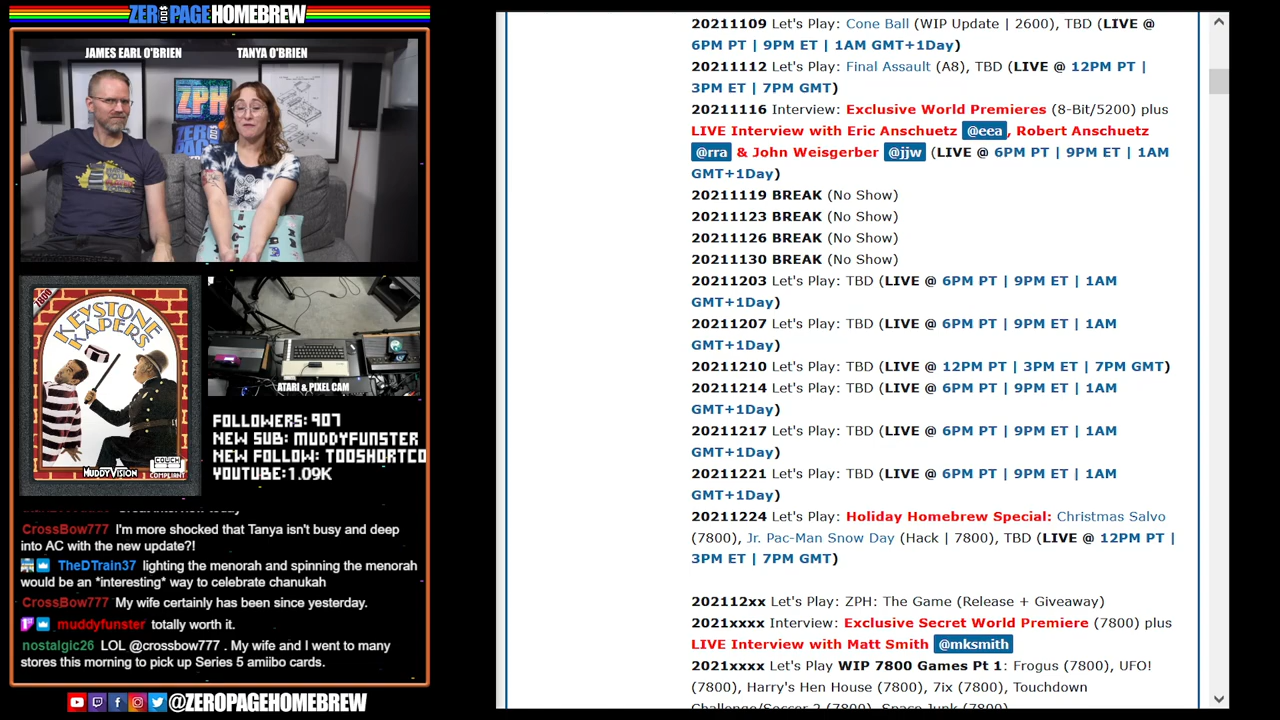 ZERO PAGE HOMEBREW
JAMES EARL O'BRIEN
TANYA O'BRIEN
ZPH
7800
KEYSTONE
KAPERS
MUDDYVISION
COUCH
COMPLIANT
ATARI & PIXEL CAM
FOLLOWERS: 907
NEW SUB: MUDDYFUNSTER
NEW FOLLOW: TOOSHORTCO
YOUTUBE:1.09K
CrossBow777 I'm more shocked that Tanya isn't busy and deep
into AC with the new update?!
TheDTrain37 lighting the menorah and spinning the menorah
would be an *interesting* way to celebrate chanukah
CrossBow777 My wife certainly has been since yesterday.
muddyfunster totally worth it.
nostalgic26 LOL @crossbow777 . My wife and I went to many
stores this morning to pick up Series 5 amiibo cards.
@ZEROPAGEHOMEBREW
20211109 Let's Play: Cone Ball (WIP Update | 2600), TBD (LIVE @
6PM PT | 9PM ET | 1AM GMT+1Day)
20211112 Let's Play: Final Assault (A8), TBD (LIVE @ 12PM PT |
3PM ET | 7PM GMT)
20211116 Interview: Exclusive World Premieres (8-Bit/5200) plus
LIVE Interview with Eric Anschuetz @eea, Robert Anschuetz
@rra & John Weisgerber @jjw (LIVE @ 6PM PT | 9PM ET | 1AM
GMT+1Day)
20211119 BREAK (No Show)
20211123 BREAK (No Show)
20211126 BREAK (No Show)
20211130 BREAK (No Show)
20211203 Let's Play: TBD (LIVE @ 6PM PT | 9PM ET | 1AM
GMT+1Day)
20211207 Let's Play: TBD (LIVE @ 6PM PT | 9PM ET | 1AM
GMT+1Day)
20211210 Let's Play: TBD (LIVE @ 12PM PT | 3PM ET | 7PM GMT)
20211214 Let's Play: TBD (LIVE @ 6PM PT | 9PM ET | 1AM
GMT+1Day)
20211217 Let's Play: TBD (LIVE @ 6PM PT | 9PM ET | 1AM
GMT+1Day)
20211221 Let's Play: TBD (LIVE @ 6PM PT | 9PM ET | 1AM
GMT+1Day)
20211224 Let's Play: Holiday Homebrew Special: Christmas Salvo
(7800), Jr. Pac-Man Snow Day (Hack | 7800), TBD (LIVE @ 12PM PT |
3PM ET | 7PM GMT)
202112xx Let's Play: ZPH: The Game (Release + Giveaway)
2021xxxx Interview: Exclusive Secret World Premiere (7800) plus
LIVE Interview with Matt Smith @mksmith
2021xxxx Let's Play WIP 7800 Games Pt 1: Frogus (7800), UFO!
(7800), Harry's Hen House (7800), 7ix (7800), Touchdown
Challenge/Soccer 2 (7800), Space Junk (7800)